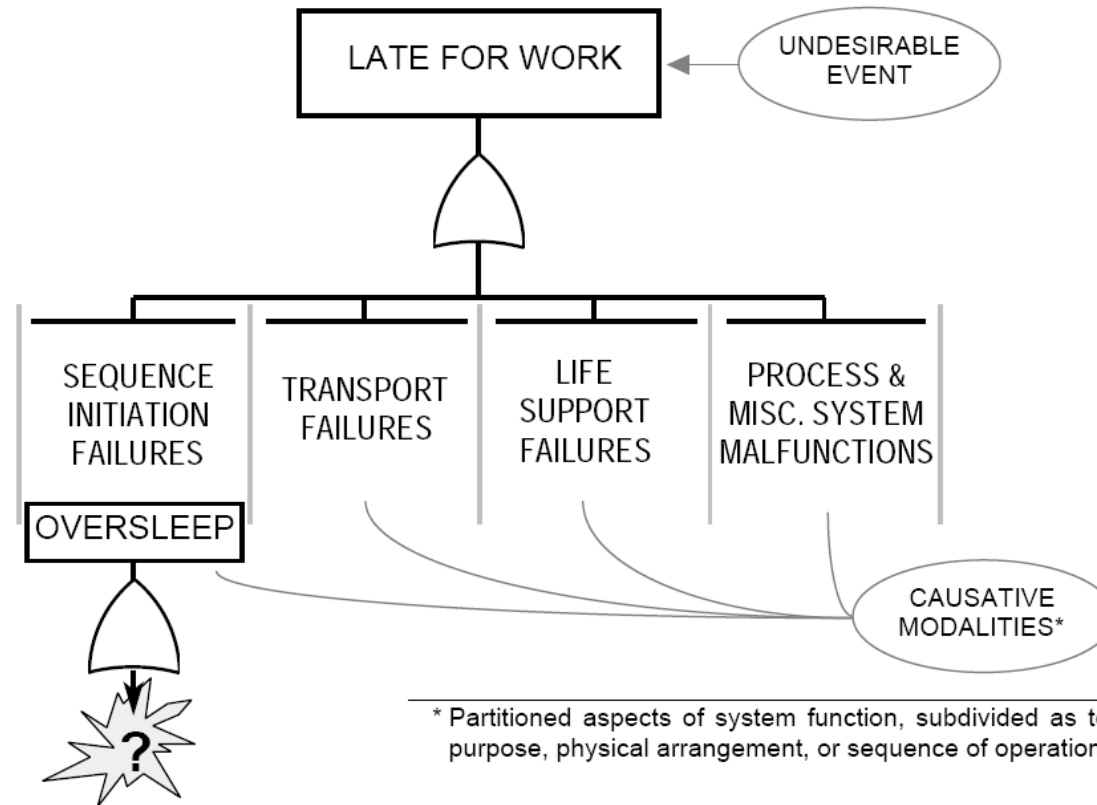 LATE FOR WORK
UNDESIRABLE
EVENT
SEQUENCE
INITIATION
FAILURES
TRANSPORT
FAILURES
LIFE
SUPPORT
FAILURES
PROCESS &
MISC. SYSTEM
MALFUNCTIONS
OVERSLEEP
?
CAUSATIVE
MODALITIES*
* Partitioned aspects of system function, subdivided as
purpose, physical arrangement, or sequence of operation